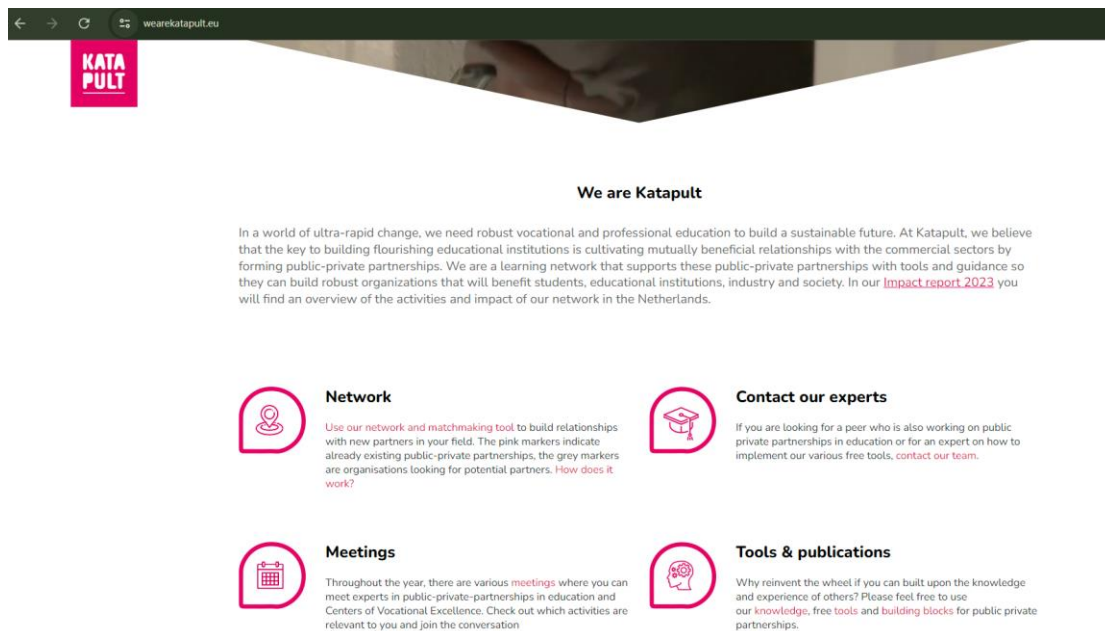 wearekatapult.eu
KATA
PULT
We are Katapult
In a world of ultra-rapid change, we need robust vocational and professional education to build a sustainable future. At Katapult, we believe
that the key to building flourishing educational institutions is cultivating mutually beneficial relationships with the commercial sectors by
forming public-private partnerships. We are a learning network that supports these public-private partnerships with tools and guidance so
they can build robust organizations that will benefit students, educational institutions, industry and society. In our Impact report 2023 you
will find an overview of the activities and impact of our network in the Netherlands.
Network
Use our network and matchmaking tool to build relationships
with new partners in your field. The pink markers indicate
already existing public-private partnerships, the grey markers
are organisations looking for potential partners. How does it
work?
Contact our experts
If you are looking for a peer who is also working on public
private partnerships in education or for an expert on how to
implement our various free tools, contact our team.
Meetings
Throughout the year, there are various meetings where you can
meet experts in public-private-partnerships in education and
Centers of Vocational Excellence. Check out which activities are
relevant to you and join the conversation
Tools & publications
Why reinvent the wheel if you can built upon the knowledge
and experience of others? Please feel free to use
our knowledge, free tools and building blocks for public private
partnerships.